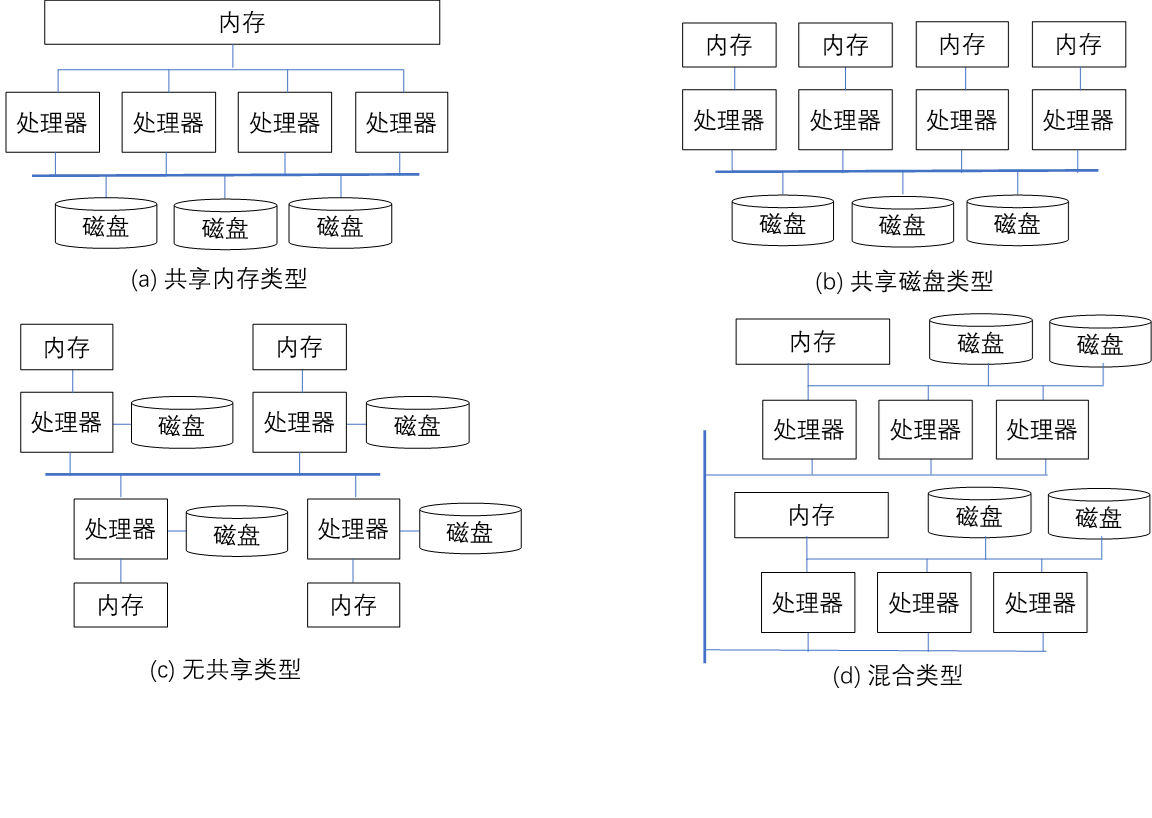 内存
处理器 处理器 处理器 处理器
磁盘 磁盘 磁盘
(a) 共享内存类型
内存 内存 内存 内存
处理器 处理器 处理器 处理器
磁盘 磁盘 磁盘
(b) 共享磁盘类型
内存 内存
处理器 磁盘 处理器 磁盘
处理器 磁盘 处理器 磁盘
内存 内存
(c) 无共享类型
内存 磁盘 磁盘
处理器 处理器 处理器
内存 磁盘 磁盘
处理器 处理器 处理器
(d) 混合类型